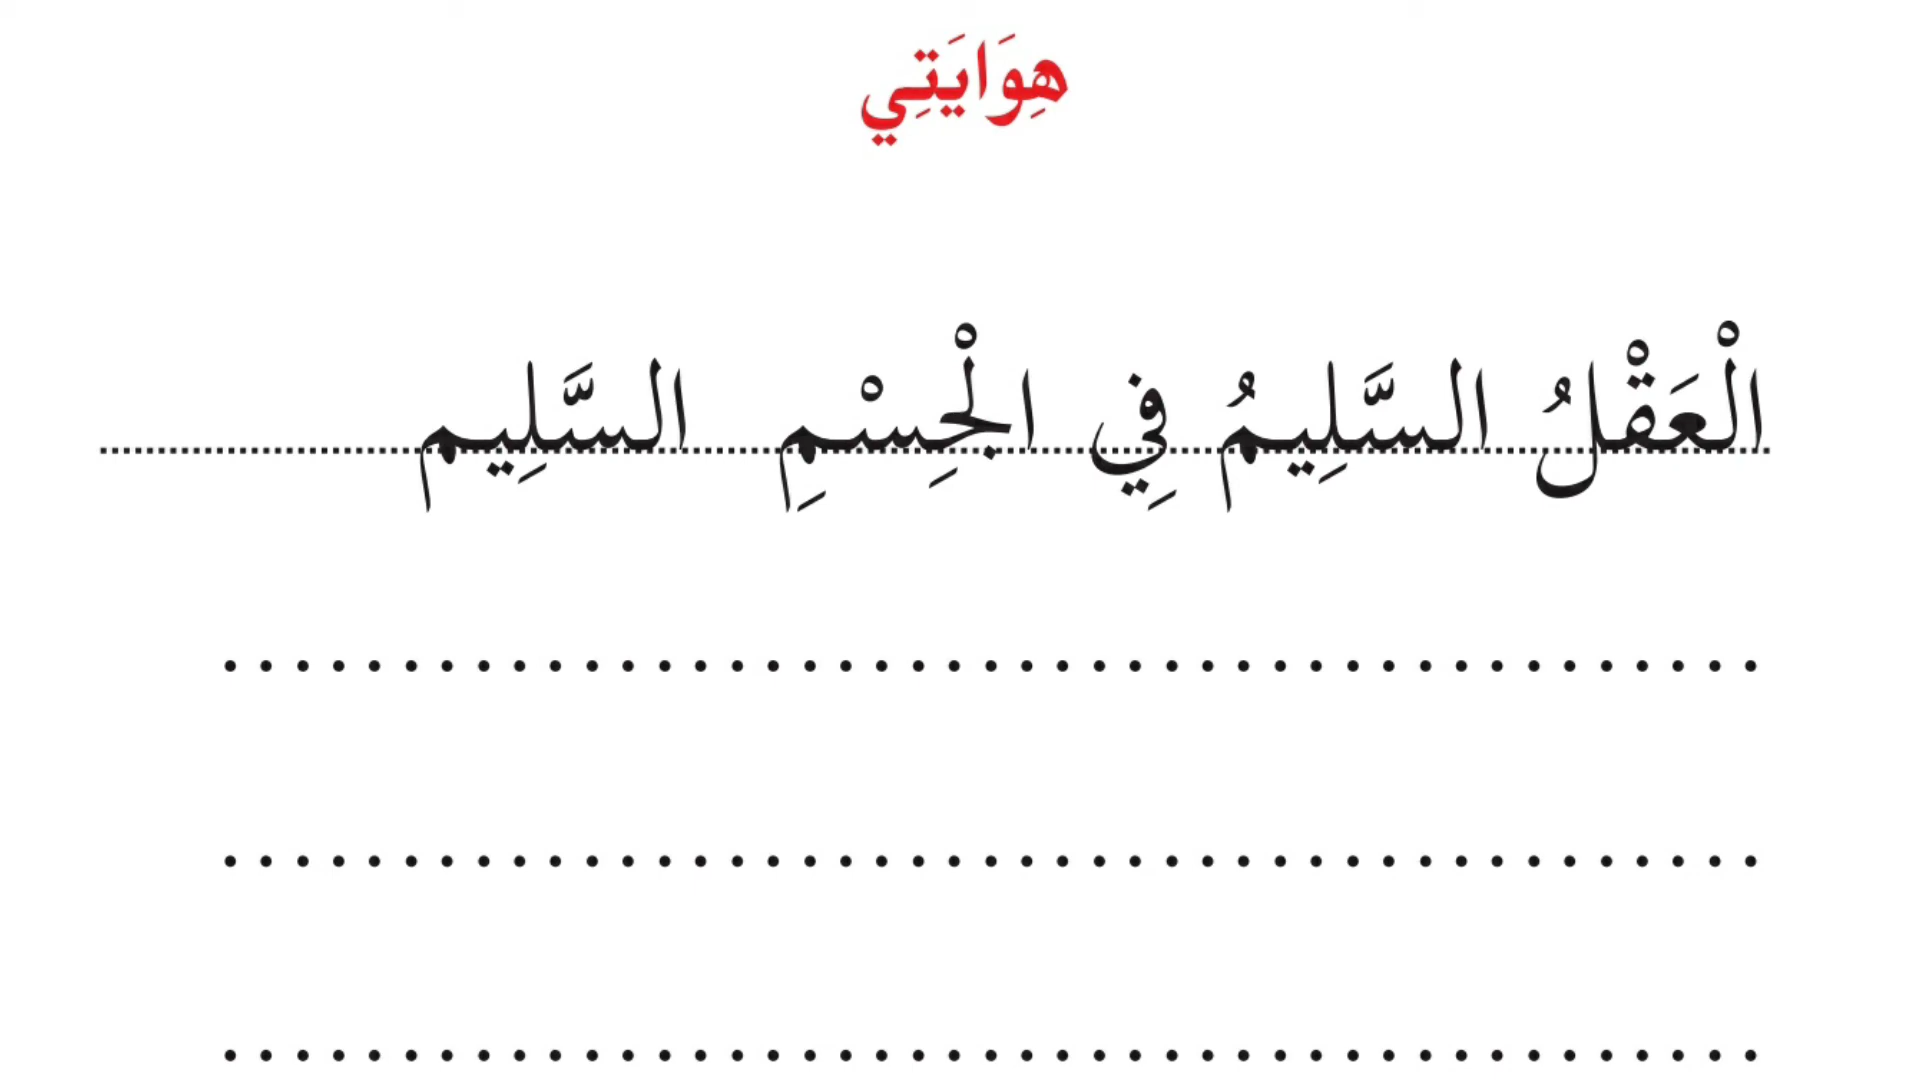 هِوَايَتِي
الْعَقْلُ السَّلِيمُ فِي الْجِسْمِ السَّلِيم